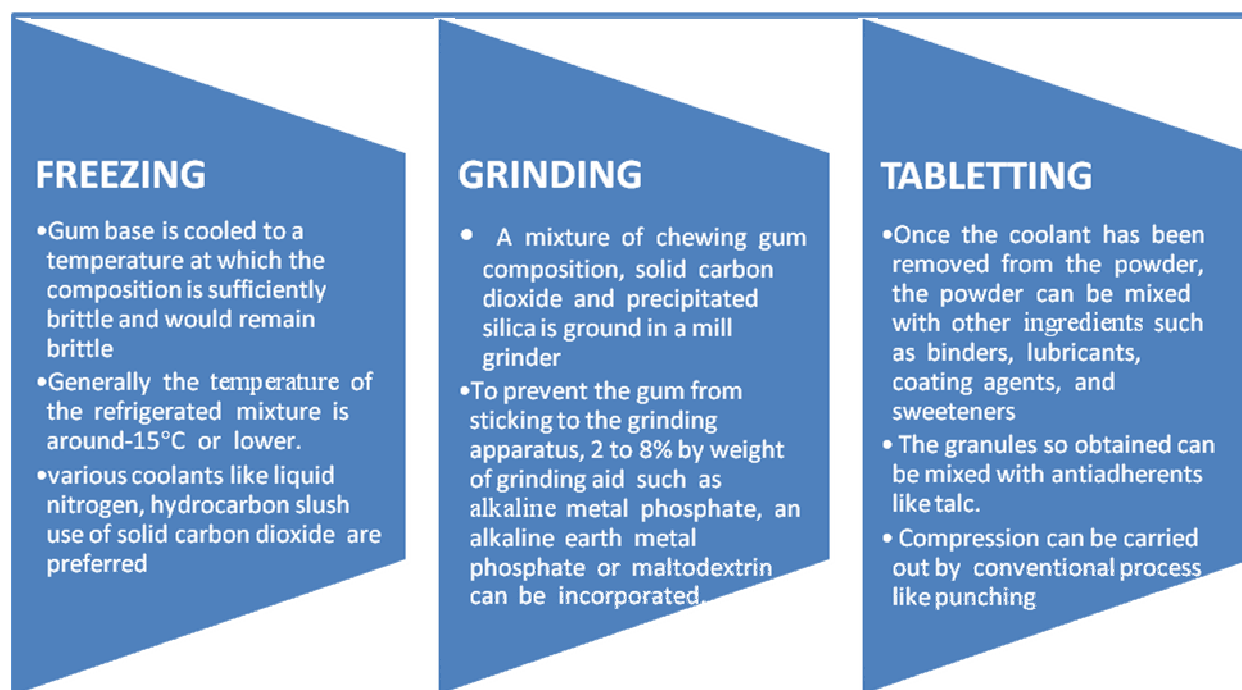 FREEZING
•Gum base is cooled to a
temperature at which the
composition is sufficiently
brittle and would remain
brittle
•Generally the temperature of
the refrigerated mixture is
around-15°C or lower.
•various coolants like liquid
nitrogen, hydrocarbon slush
use of solid carbon dioxide are
preferred
GRINDING
• A mixture of chewing gum
composition, solid carbon
dioxide and precipitated
silica is ground in a mill
grinder
•To prevent the gum from
sticking to the grinding
apparatus, 2 to 8% by weight
of grinding aid such as
alkaline metal phosphate, an
alkaline earth metal
phosphate or maltodextrin
can be incorporated.
TABLETTING
•Once the coolant has been
removed from the powder,
the powder can be mixed
with other ingredients such
as binders, lubricants,
coating agents, and
sweeteners
• The granules so obtained can
be mixed with antiadherents
like talc.
• Compression can be carried
out by conventional process
like punching